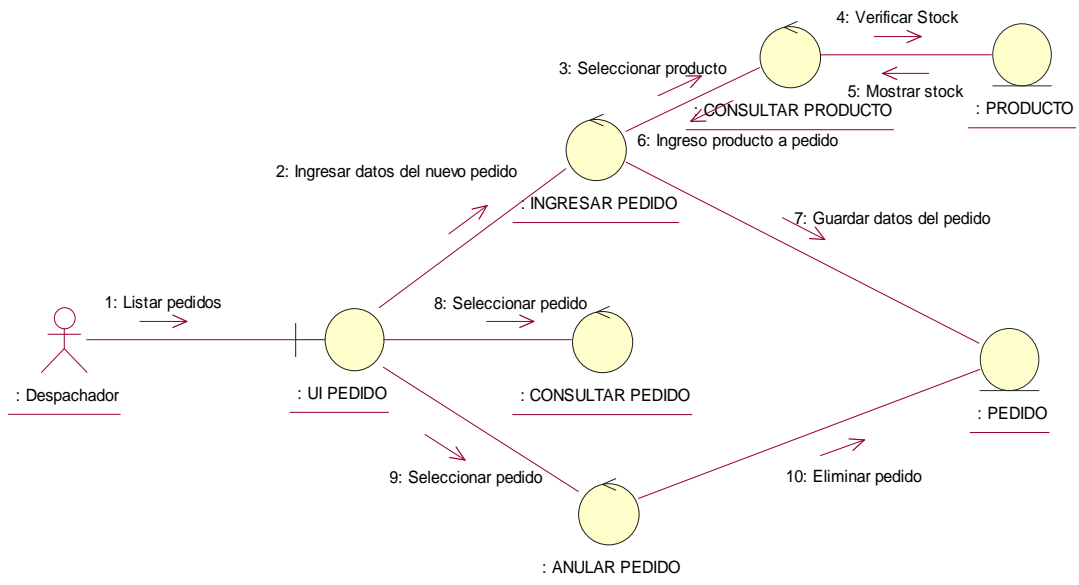 4: Verificar Stock
3: Seleccionar producto
5: Mostrar stock
: CONSULTAR PRODUCTO
: PRODUCTO
6: Ingreso producto a pedido
2: Ingresar datos del nuevo pedido
: INGRESAR PEDIDO
7: Guardar datos del pedido
1: Listar pedidos
8: Seleccionar pedido
: Despachador
: UI PEDIDO
: CONSULTAR PEDIDO
: PEDIDO
9: Seleccionar pedido
10: Eliminar pedido
: ANULAR PEDIDO